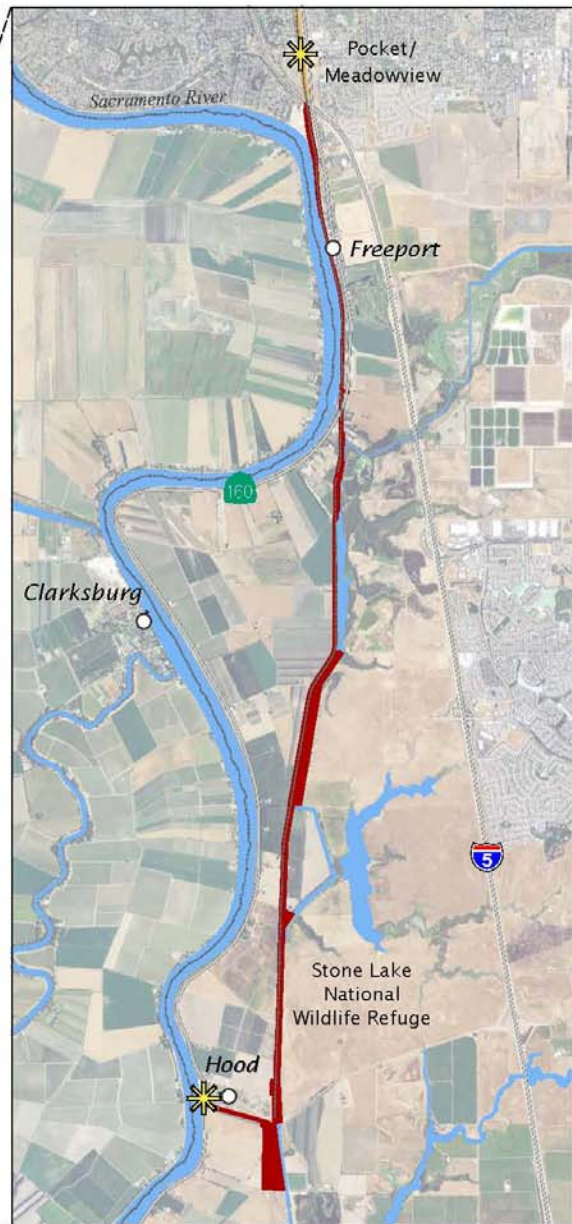 Pocket/
Meadowview
Sacramento River
Freeport
160
Clarksburg
5
Stone Lake
National
Wildlife Refuge
Hood